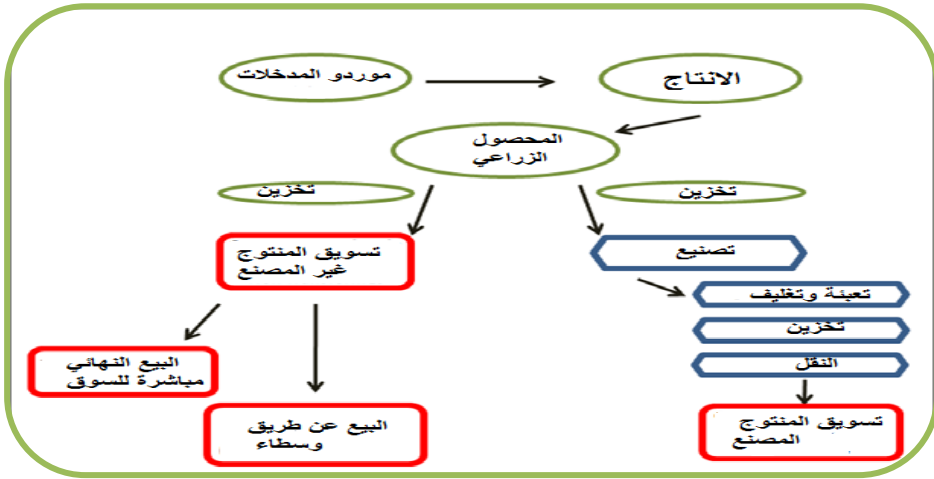 موردو المدخلات
الانتاج
المحصول
الزراعي
تخزين
تخزين
تصنيع
تعبئة وتغليف
تخزين
النقل
تسويق المنتوج
المصنع
تسويق المنتوج
غير المصنع
البيع النهائي
مباشرة للسوق
البيع عن طريق
وسطاء